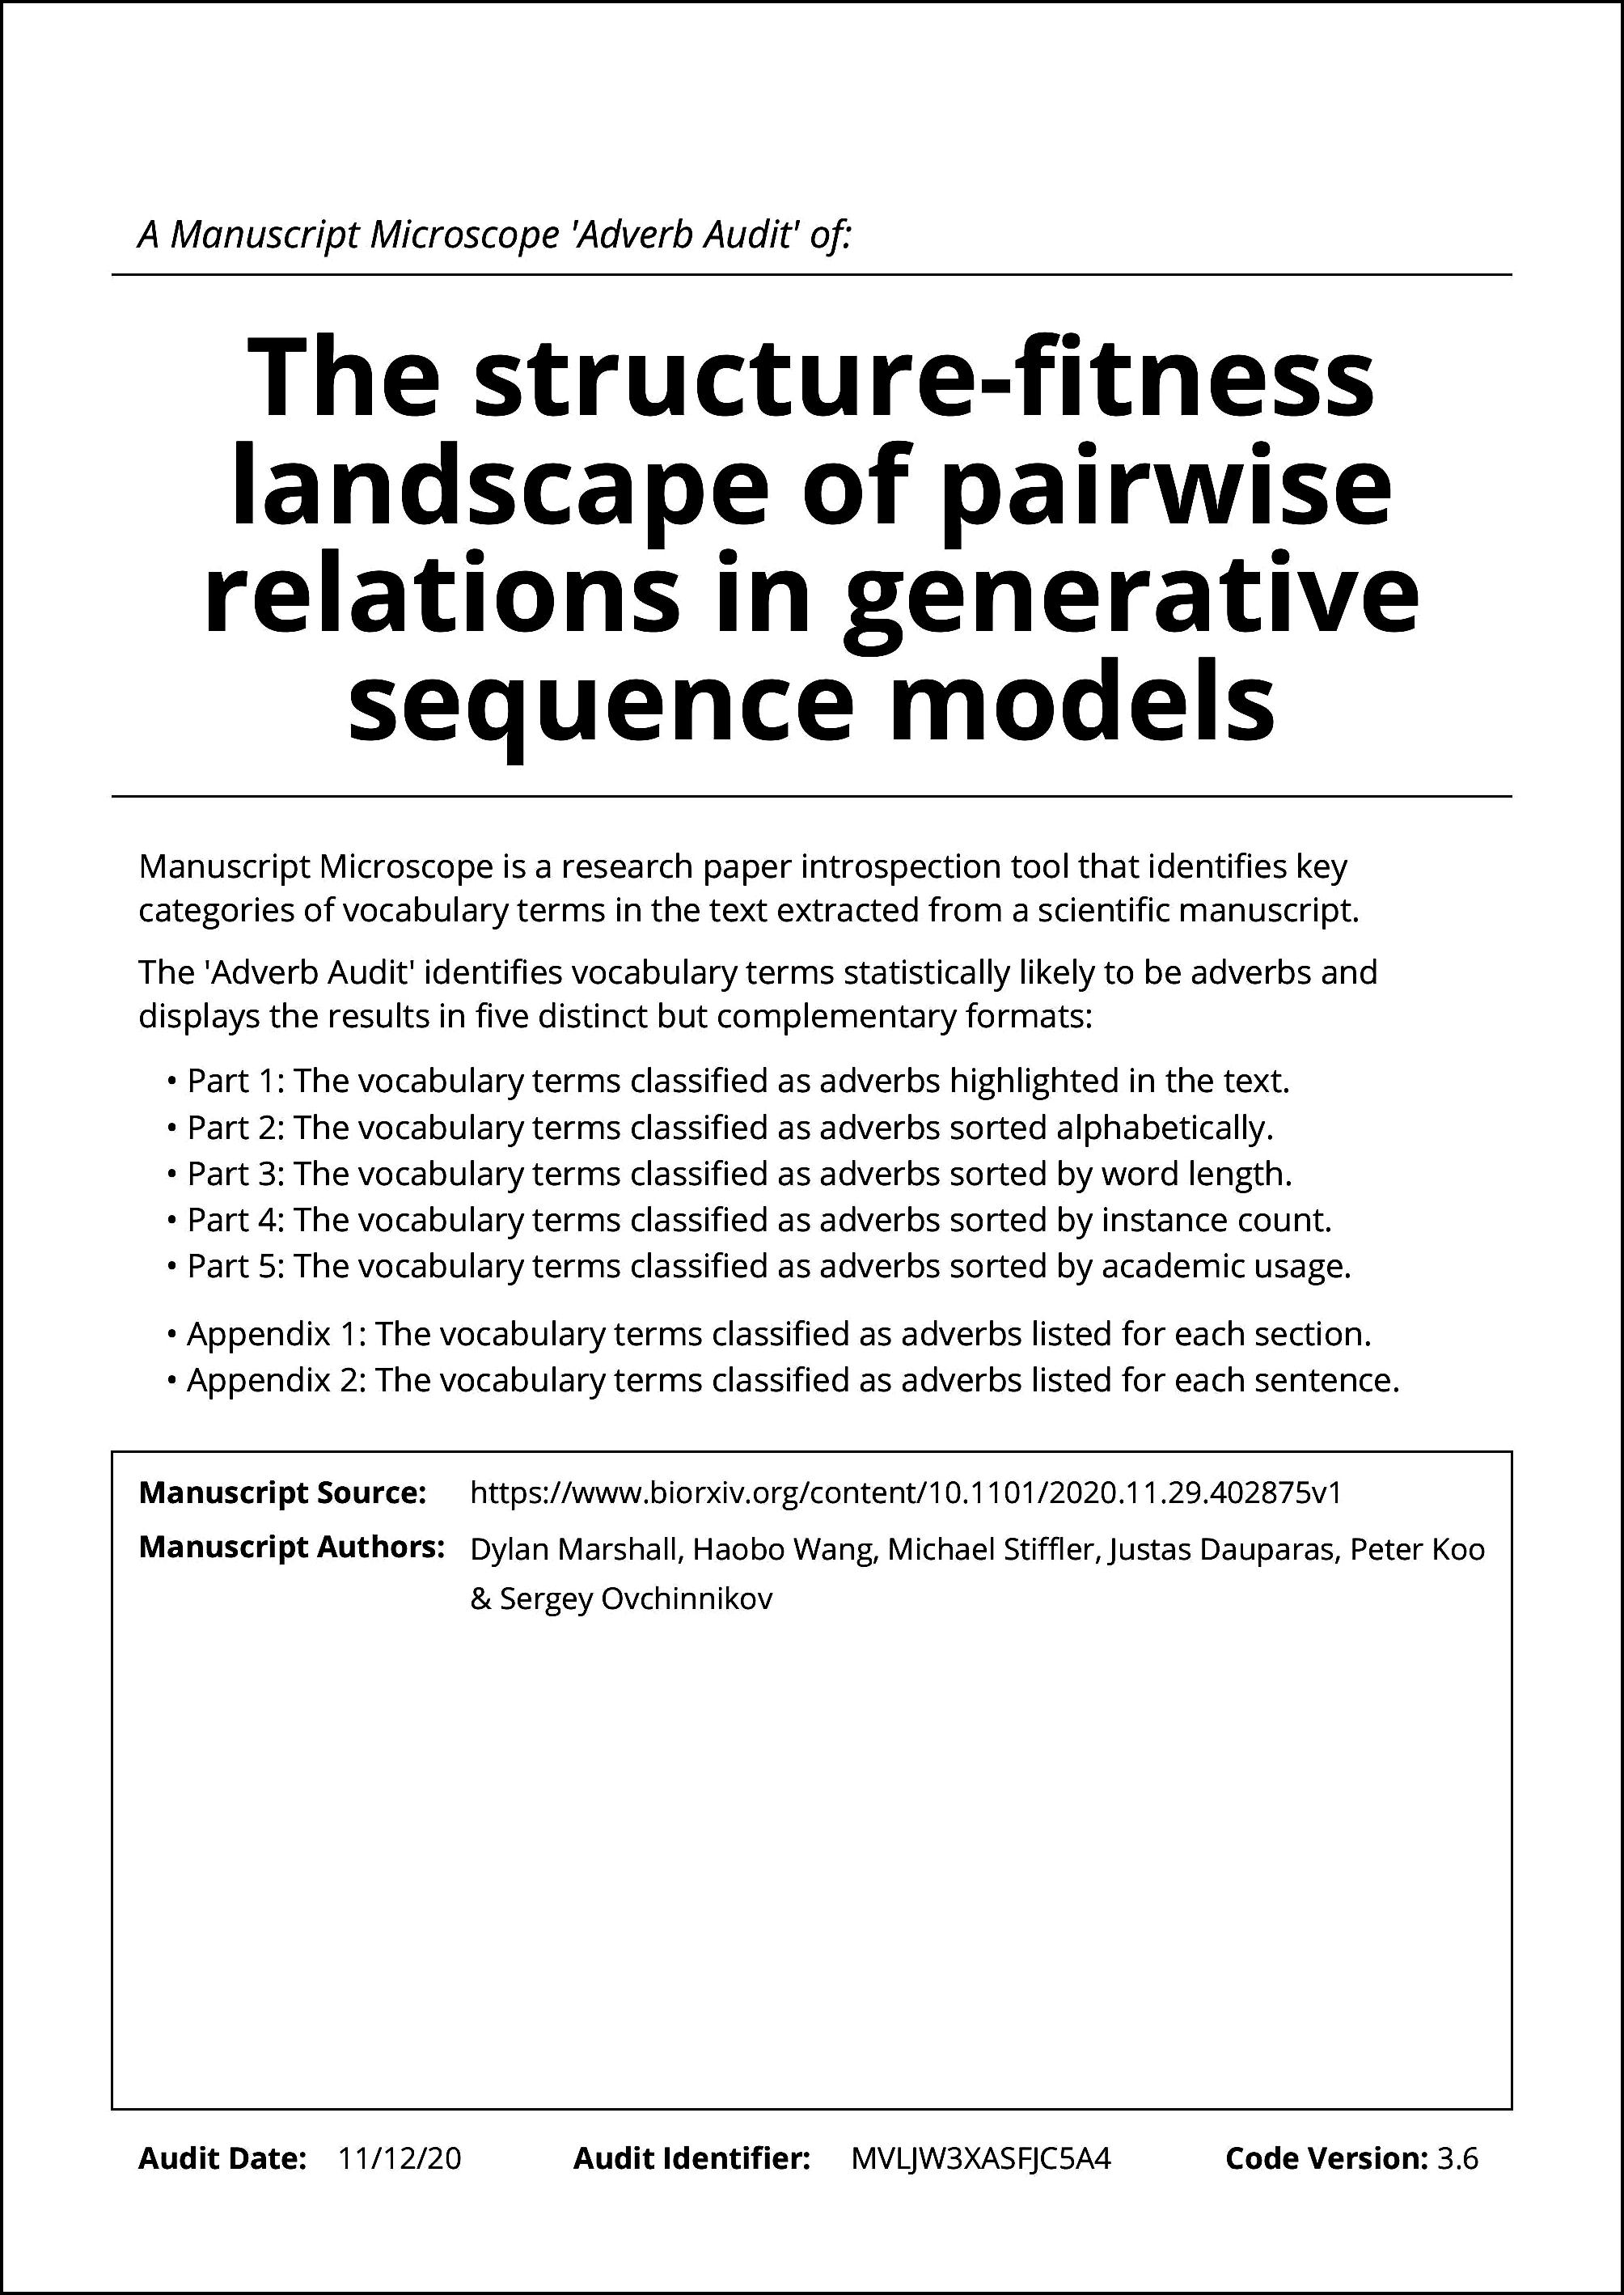 A Manuscript Microscope 'Adverb Audit' of:
The structure-fitness
landscape of pairwise
relations in generative
sequence models
Manuscript Microscope is a research paper introspection tool that identifies key
categories of vocabulary terms in the text extracted from a scientific manuscript.
The 'Adverb Audit' identifies vocabulary terms statistically likely to be adverbs and
displays the results in five distinct but complementary formats:
• Part 1: The vocabulary terms classified as adverbs highlighted in the text.
• Part 2: The vocabulary terms classified as adverbs sorted alphabetically.
• Part 3: The vocabulary terms classified as adverbs sorted by word length.
• Part 4: The vocabulary terms classified as adverbs sorted by instance count.
• Part 5: The vocabulary terms classified as adverbs sorted by academic usage.
• Appendix 1: The vocabulary terms classified as adverbs listed for each section.
• Appendix 2: The vocabulary terms classified as adverbs listed for each sentence.
Manuscript Source: https://www.biorxiv.org/content/10.1101/2020.11.29.402875v1
Manuscript Authors: Dylan Marshall, Haobo Wang, Michael Stiffler, Justas Dauparas, Peter Koo
& Sergey Ovchinnikov
Audit Date: 11/12/20 Audit Identifier: MVLJW3XASFJC5A4 Code Version: 3.6